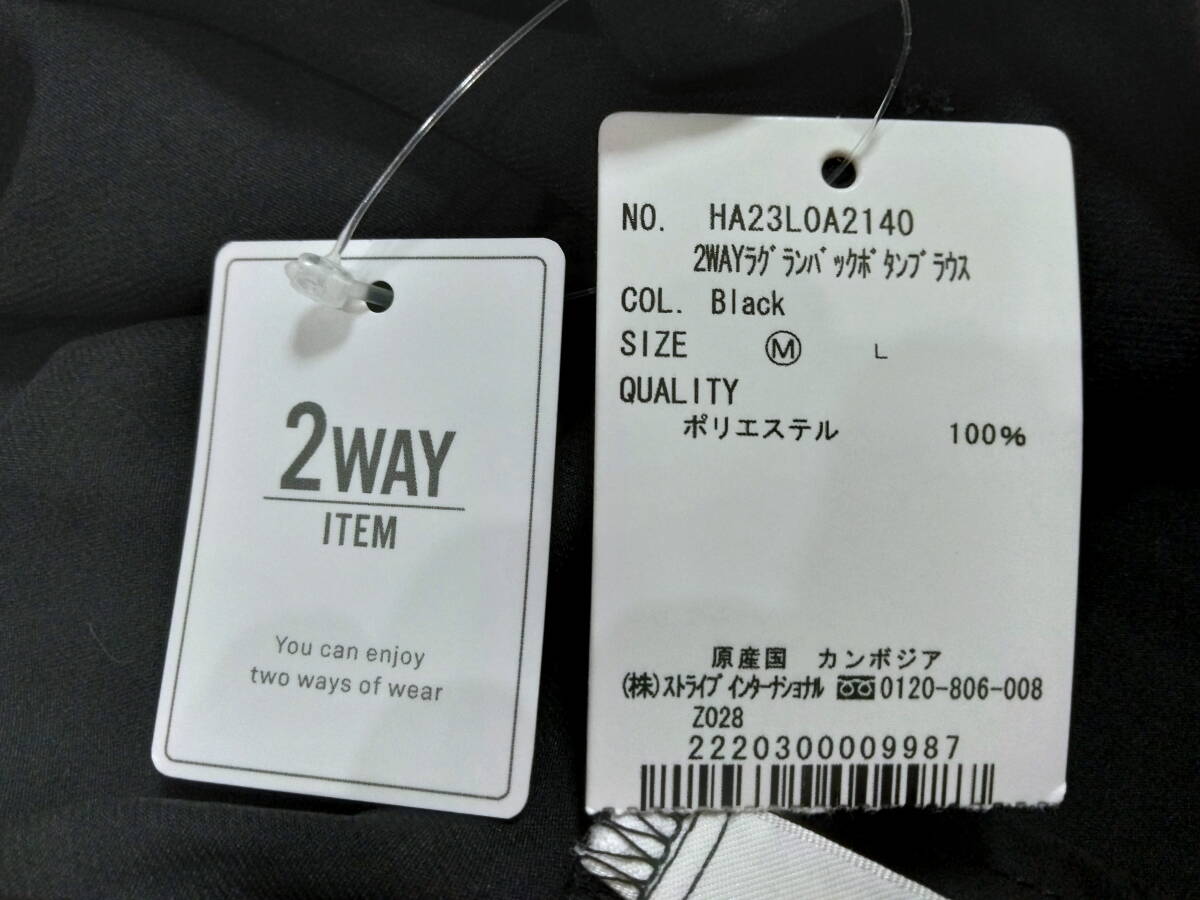 2WAY
ITEM
You can enjoy
two ways of wear
NO. HA23L0A2140
2WAYラグランバックボタンブラウス
COL. Black
SIZE Ⓜ L
QUALITY
ポリエステル 100%
原産国 カンボジア
(株)ストライプインターナショナル 0120-806-008
Z028
2220300009987